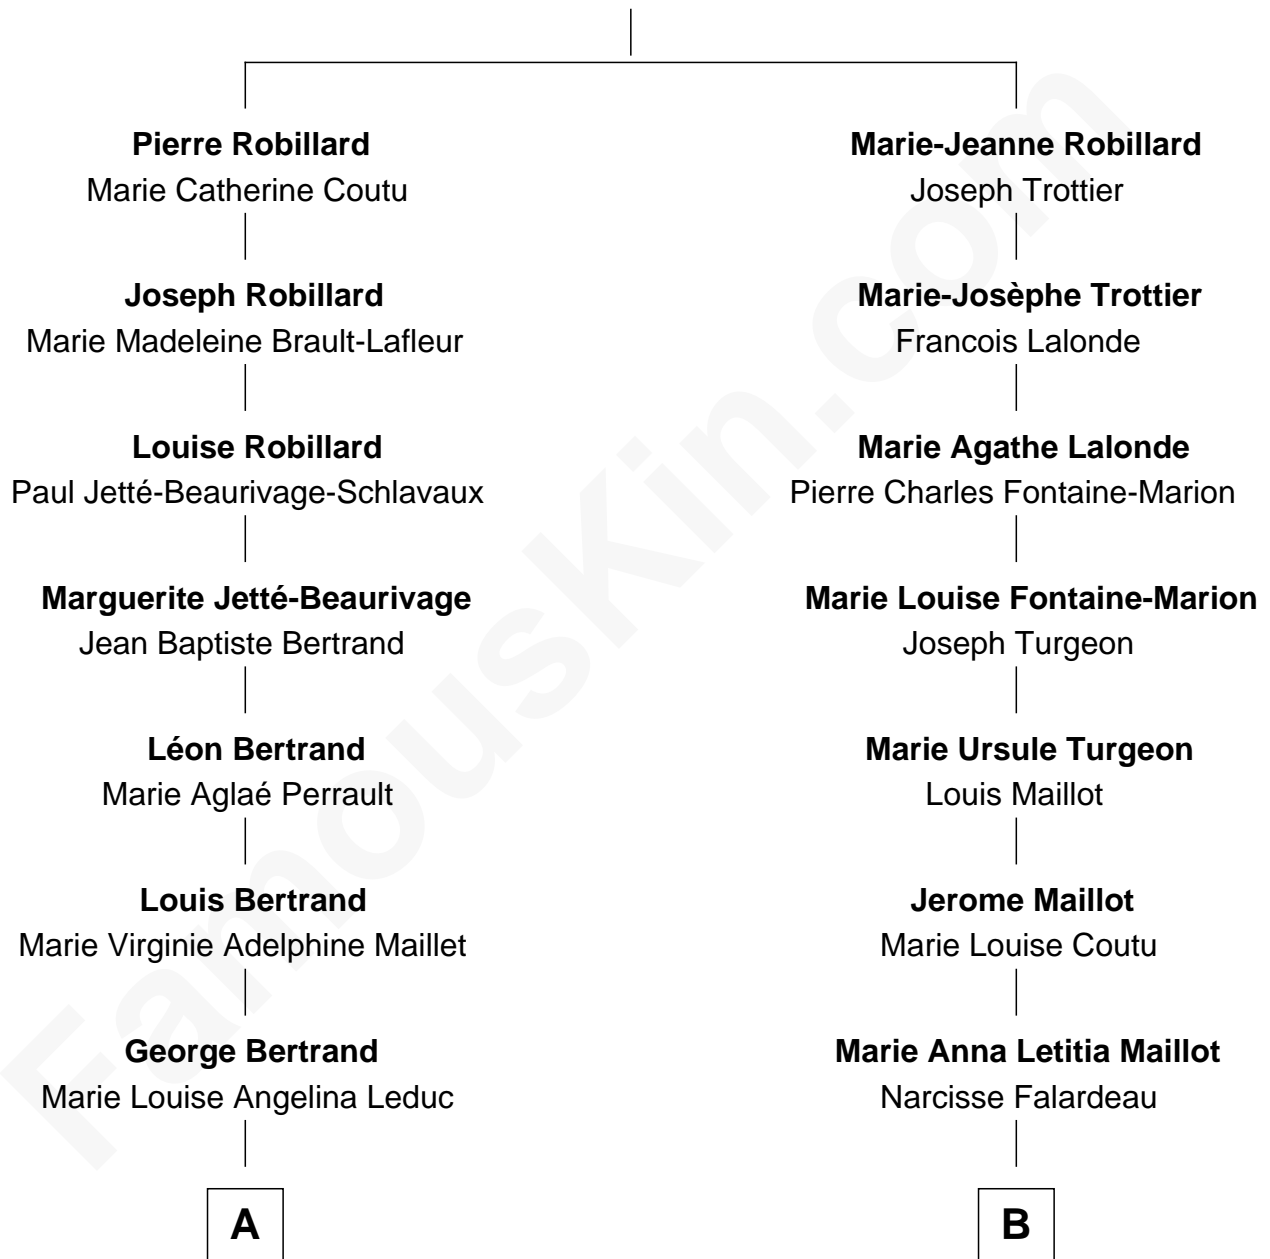 Pierre Robillard
Marie Catherine Coutu
Joseph Robillard
Marie Madeleine Brault-Lafleur
Louise Robillard
Paul Jetté-Beaurivage-Schlavaux
Marguerite Jetté-Beaurivage
Jean Baptiste Bertrand
Léon Bertrand
Marie Aglaé Perrault
Louis Bertrand
Marie Virginie Adelphine Maillet
George Bertrand
Marie Louise Angelina Leduc
A
Marie-Jeanne Robillard
Joseph Trottier
Marie-Josèphe Trottier
Francois Lalonde
Marie Agathe Lalonde
Pierre Charles Fontaine-Marion
Marie Louise Fontaine-Marion
Joseph Turgeon
Marie Ursule Turgeon
Louis Maillot
Jerome Maillot
Marie Louise Coutu
Marie Anna Letitia Maillot
Narcisse Falardeau
B
FamousKin.com